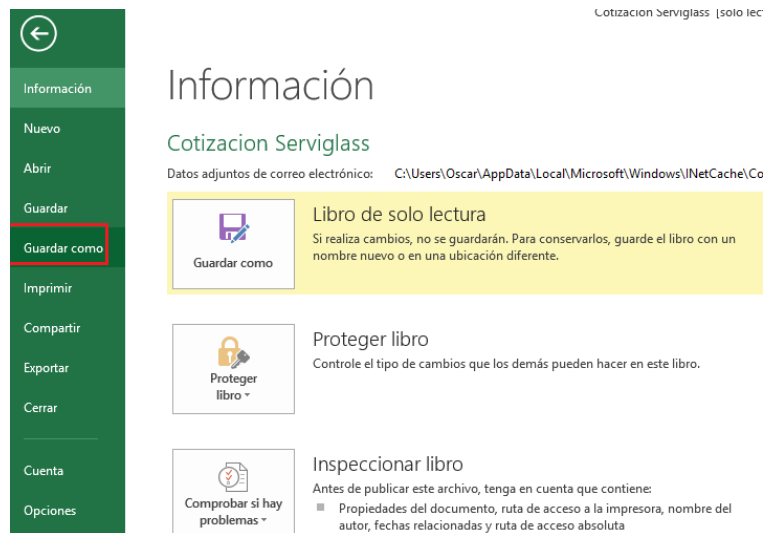 Cotizacion Serviglass [solo lec
Información
Nuevo
Abrir
Guardar
Guardar como
Imprimir
Compartir
Exportar
Cerrar
Cuenta
Opciones
Información
Cotizacion Serviglass
Datos adjuntos de correo electrónico: C:\Users\Oscar\AppData\Local\Microsoft\Windows\INetCache\Co
Guardar como
Libro de solo lectura
Si realiza cambios, no se guardarán. Para conservarlos, guarde el libro con un
nombre nuevo o en una ubicación diferente.
Proteger
libro
Proteger libro
Controle el tipo de cambios que los demás pueden hacer en este libro.
Comprobar si hay
problemas
Inspeccionar libro
Antes de publicar este archivo, tenga en cuenta que contiene:
Propiedades del documento, ruta de acceso a la impresora, nombre del
autor, fechas relacionadas y ruta de acceso absoluta